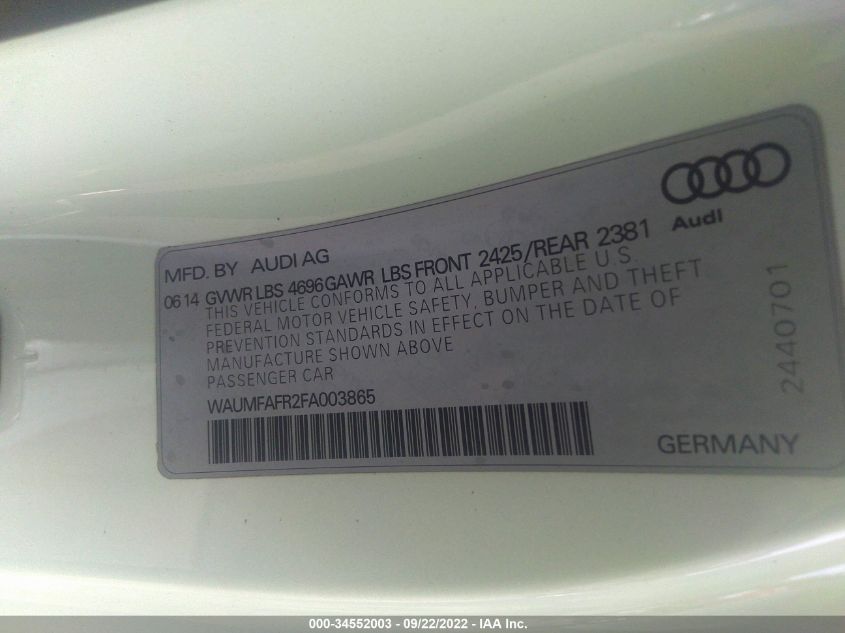 Audi
MFD. BY AUDI AG
06 14 GVWR LBS 4696 GAWR LBS FRONT 2425/REAR 2381
THIS VEHICLE CONFORMS TO ALL APPLICABLE U.S.
FEDERAL MOTOR VEHICLE SAFETY, BUMPER AND THEFT
PREVENTION STANDARDS IN EFFECT ON THE DATE OF
MANUFACTURE SHOWN ABOVE
PASSENGER CAR
WAUMFAFR2FA003865
GERMANY
2440701
000-34552003 - 09/22/2022 - IAA Inc.